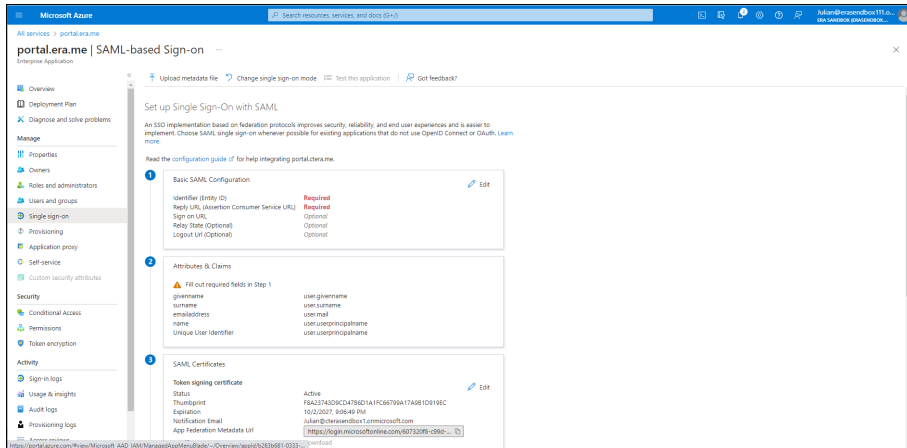 Microsoft Azure
Search resources, services, and docs (G+/)
Julian@erasendbox111.o...
ERA SANDBOX (ERASENDBOX....
All services > portal.era.me
portal.era.me | SAML-based Sign-on ...
Enterprise Application
Upload metadata file
Change single sign-on mode
Test this application
Got feedback?
Overview
Deployment Plan
Diagnose and solve problems
Manage
Properties
Owners
Roles and administrators
Users and groups
Single sign-on
Provisioning
Application proxy
Self-service
Custom security attributes
Security
Conditional Access
Permissions
Token encryption
Activity
Sign-in logs
Usage & insights
Audit logs
Provisioning logs
Access reviews
Set up Single Sign-On with SAML
An SSO implementation based on federation protocols improves security, reliability, and end user experiences and is easier to
implement. Choose SAML single sign-on whenever possible for existing applications that do not use OpenID Connect or OAuth. Learn
more.
Read the configuration guide for help integrating portal.ctera.me.
1
Basic SAML Configuration
Edit
Identifier (Entity ID) Required
Reply URL (Assertion Consumer Service URL) Required
Sign on URL Optional
Relay State (Optional) Optional
Logout Url (Optional) Optional
2
Attributes & Claims
Fill out required fields in Step 1
givenname user.givenname
surname user.surname
emailaddress user.mail
name user.userprincipalname
Unique User Identifier user.userprincipalname
3
SAML Certificates
Token signing certificate
Edit
Status Active
Thumbprint F8A23743D9CD47B6D1A1FC66799A17A9B1D919EC
Expiration 10/2/2027, 9:06:49 PM
Notification Email Julian@cterasendbox1.onmicrosoft.com
App Federation Metadata Url https://login.microsoftonline.com/607320f8-c99d-...
Download
https://portal.azure.com/#view/Microsoft_AAD_IAM/ManagedAppMenuBlade/~/Overview/appId/b263b681-0333-...